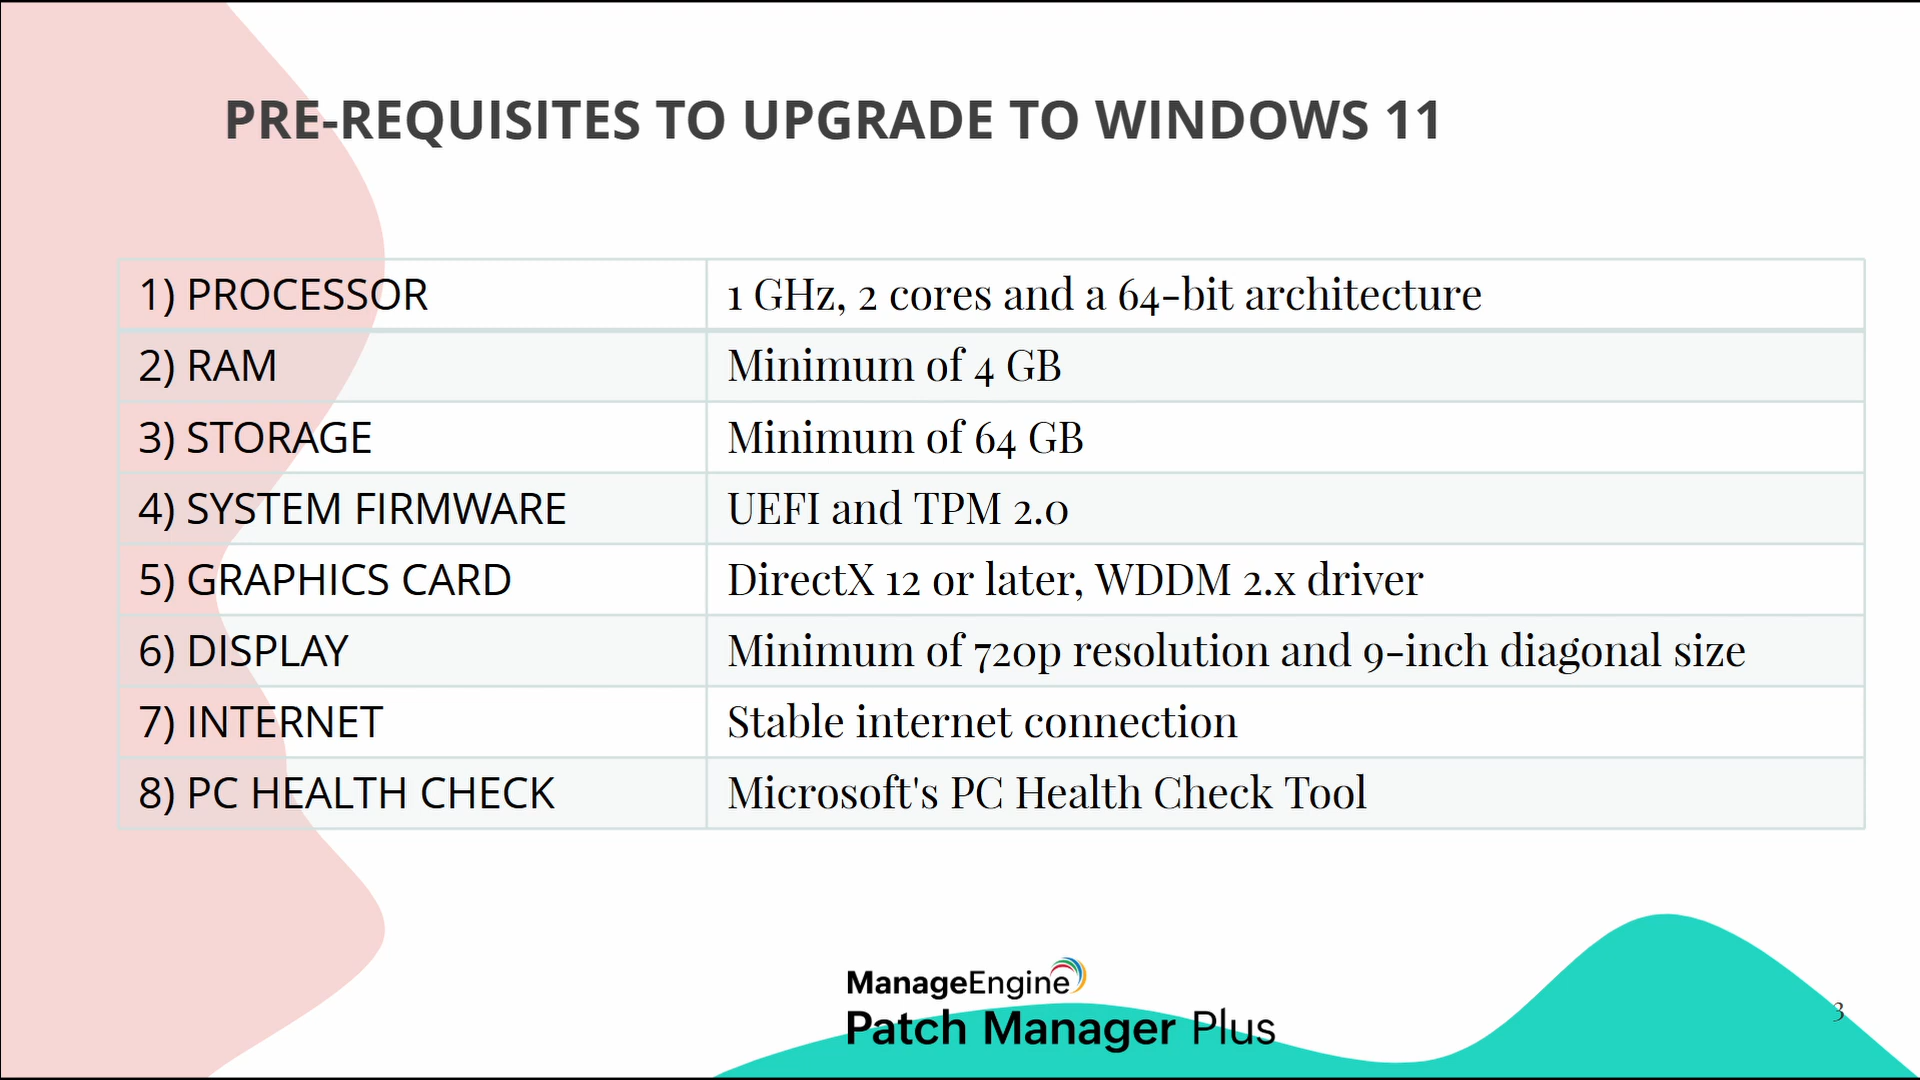 PRE-REQUISITES TO UPGRADE TO WINDOWS 11
1) PROCESSOR 1 GHz, 2 cores and a 64-bit architecture
2) RAM Minimum of 4 GB
3) STORAGE Minimum of 64 GB
4) SYSTEM FIRMWARE UEFI and TPM 2.0
5) GRAPHICS CARD DirectX 12 or later, WDDM 2.x driver
6) DISPLAY Minimum of 720p resolution and 9-inch diagonal size
7) INTERNET Stable internet connection
8) PC HEALTH CHECK Microsoft's PC Health Check Tool
ManageEngine
Patch Manager Plus
3